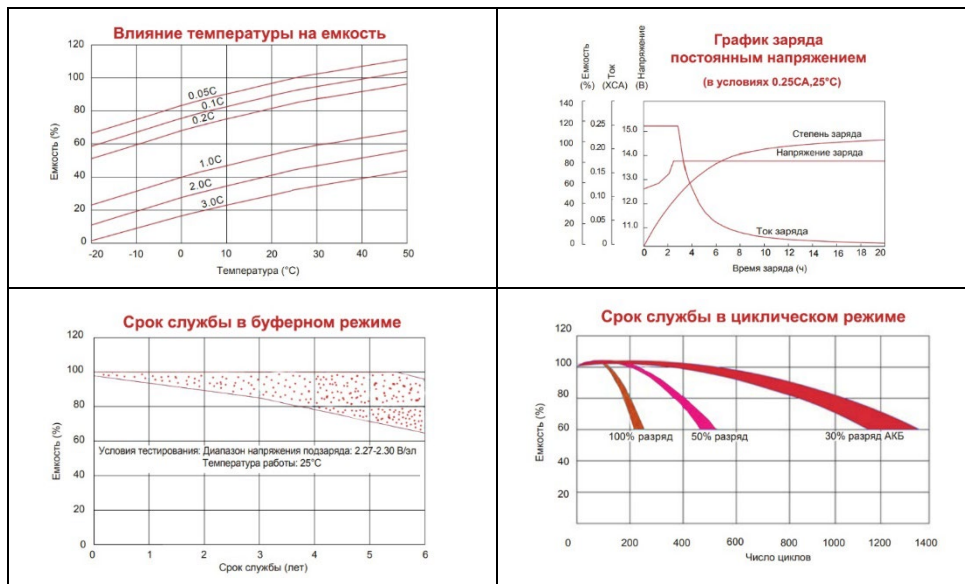 Влияние температуры на емкость
120
100
80
60
40
20
0
Емкость (%)
0.05C
0.1C
0.2C
1.0C
2.0C
3.0C
-20 -10 0 10 20 30 40 50
Температура (°C)
График заряда
постоянным напряжением
(в условиях 0.25CA,25°C)
Емкость
(%)
Ток
(XCA)
Напряжение
(В)
140
120
100
80
60
40
20
0
0.25
0.20
0.15
0.10
0.05
0
15.0
14.0
13.0
12.0
11.0
0
Степень заряда
Напряжение заряда
Ток заряда
0 2 4 6 8 10 12 14 16 18 20
Время заряда (ч)
Срок службы в буферном режиме
120
100
80
60
40
20
0
Емкость (%)
Условия тестирования: Диапазон напряжения подзаряда: 2.27-2.30 В/эл
Температура работы: 25°C
0 1 2 3 4 5 6
Срок службы (лет)
Срок службы в циклическом режиме
120
100
80
60
40
20
0
Емкость (%)
100% разряд
50% разряд
30% разряд АКБ
200 400 600 800 1000 1200 1400
Число циклов